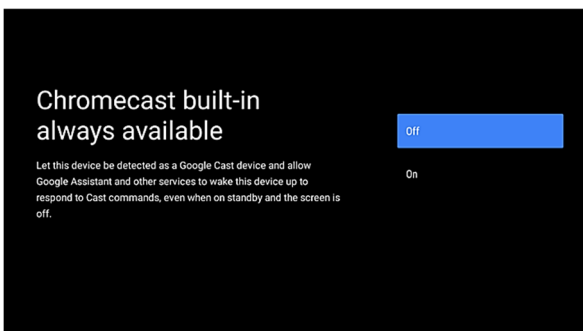 Chromecast built-in
always available
Let this device be detected as a Google Cast device and allow
Google Assistant and other services to wake this device up to
respond to Cast commands, even when on standby and the screen is
off.
Off
On